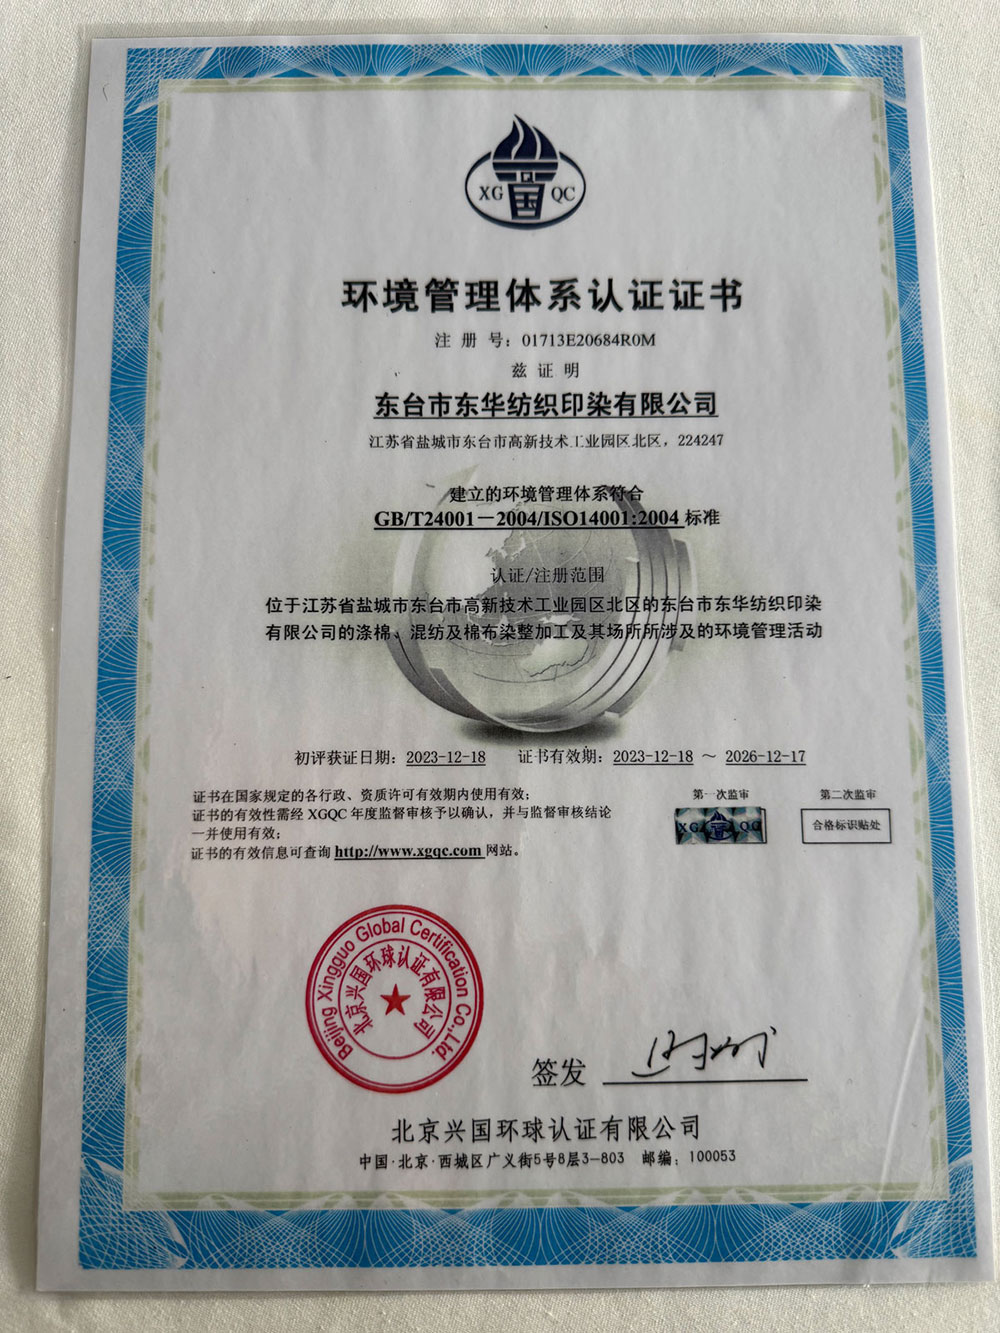 XG QC
环境管理体系认证证书
注 册 号：01713E20684R0M
兹 证 明
东台市东华纺织印染有限公司
江苏省盐城市东台市高新技术工业园区北区，224247
建立的环境管理体系符合
GB/T24001－2004/ISO14001:2004 标准
认证/注册范围
位于江苏省盐城市东台市高新技术工业园区北区的东台市东华纺织印染
有限公司的涤棉、混纺及棉布染整加工及其场所所涉及的环境管理活动
初评获证日期：2023-12-18 证书有效期：2023-12-18 ～ 2026-12-17
证书在国家规定的各行政、资质许可有效期内使用有效；
证书的有效性需经 XGQC 年度监督审核予以确认，并与监督审核结论
一并使用有效；
证书的有效信息可查询 http://www.xgqc.com 网站。
第一次监审 第二次监审
XG QC 合格标识贴处
Beijing Xingguo Global Certification Co.,Ltd.
北京兴国环球认证有限公司
签发
北京兴国环球认证有限公司
中国·北京·西城区广义街5号8层3-803 邮编：100053